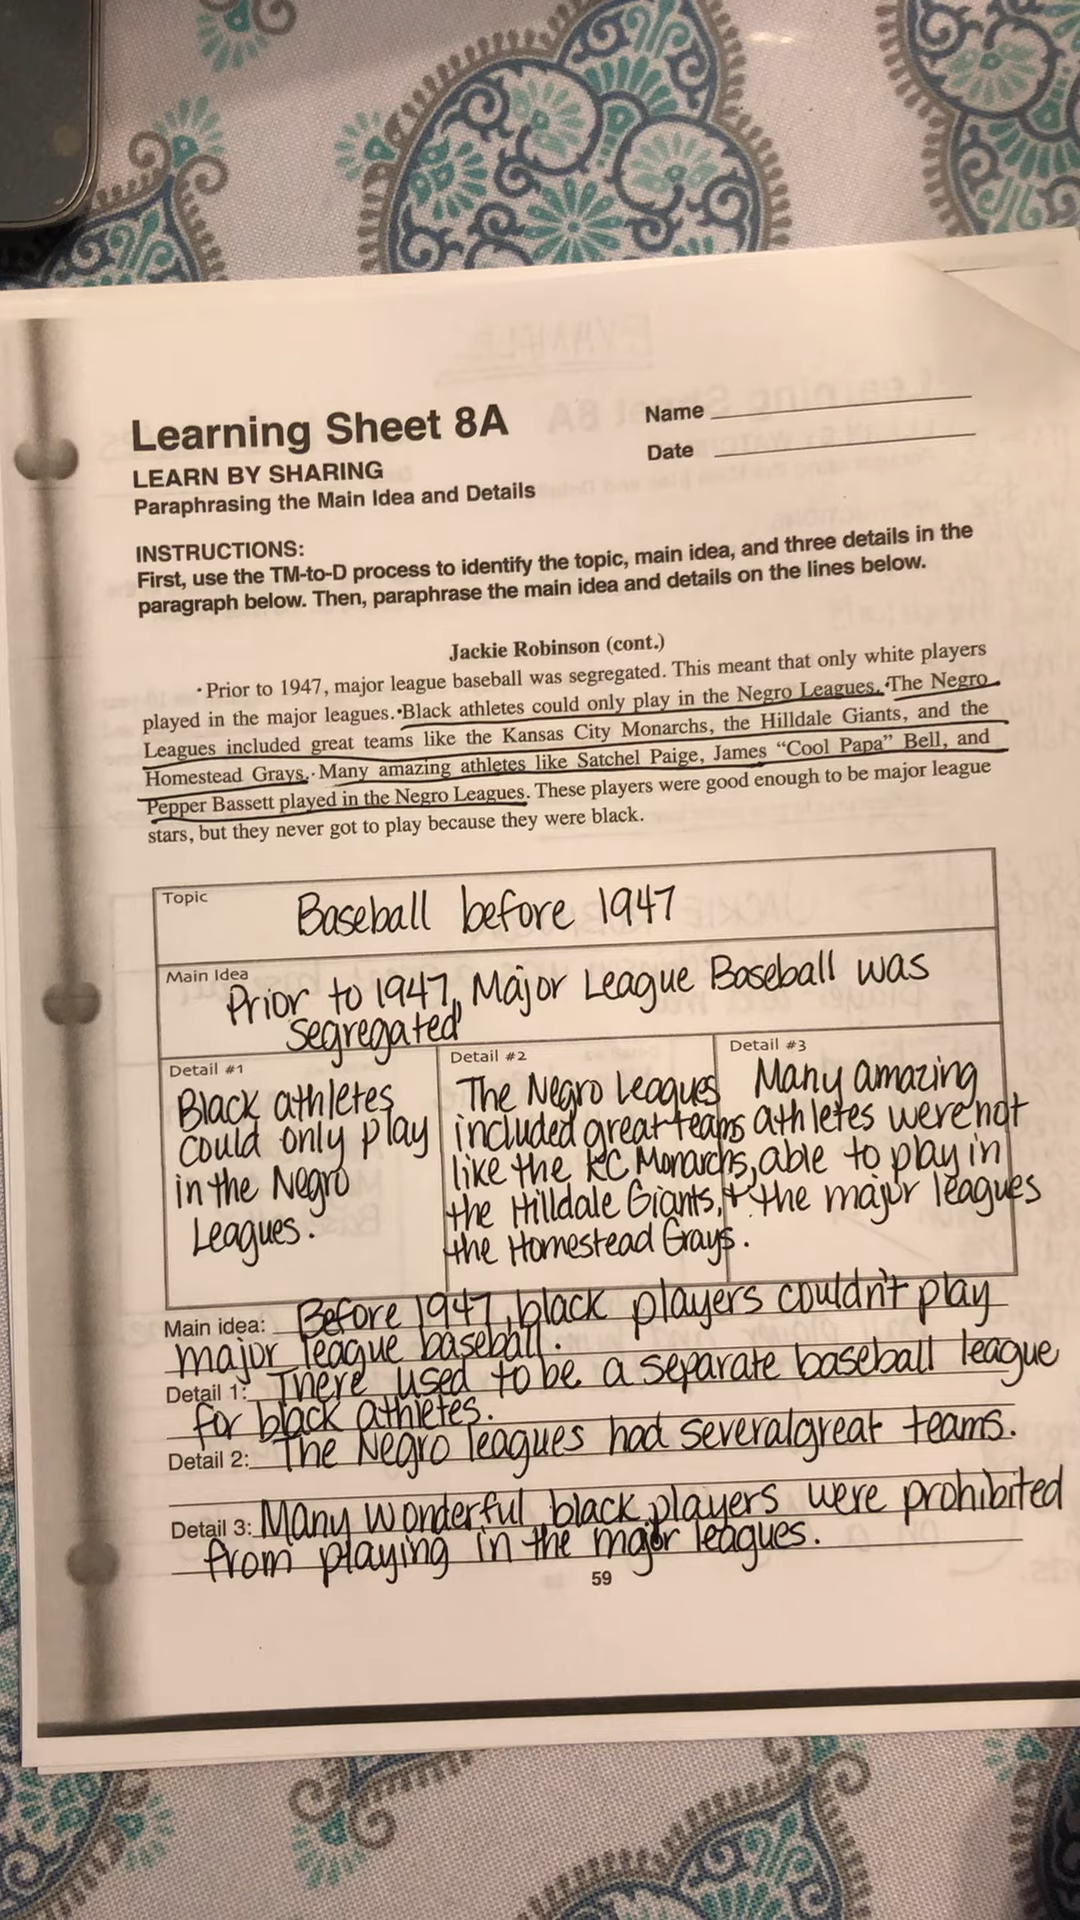 Learning Sheet 8A
Name
Date
LEARN BY SHARING
Paraphrasing the Main Idea and Details
INSTRUCTIONS:
First, use the TM-to-D process to identify the topic, main idea, and three details in the
paragraph below. Then, paraphrase the main idea and details on the lines below.
Jackie Robinson (cont.)
Prior to 1947, major league baseball was segregated. This meant that only white players
played in the major leagues. Black athletes could only play in the Negro Leagues. The Negro
Leagues included great teams like the Kansas City Monarchs, the Hilldale Giants, and the
Homestead Grays. Many amazing athletes like Satchel Paige, James “Cool Papa” Bell, and
Pepper Bassett played in the Negro Leagues. These players were good enough to be major league
stars, but they never got to play because they were black.
Topic
Baseball before 1947
Main Idea
Prior to 1947, Major League Baseball was
segregated
Detail #1
Black athletes
could only play
in the Negro
Leagues.
Detail #2
The Negro Leagues
included great teams
like the KC Monarchs,
the Hilldale Giants, +
the Homestead Grays.
Detail #3
Many amazing
athletes were not
able to play in
the major leagues
Main idea: Before 1947, black players couldn't play
major league baseball.
Detail 1: There used to be a separate baseball league
for black athletes.
Detail 2: The Negro leagues had several great teams.
Detail 3: Many wonderful black players were prohibited
from playing in the major leagues.
59